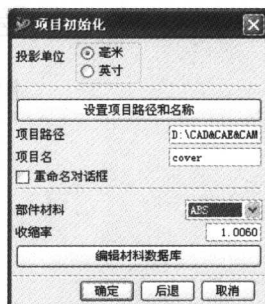 项目初始化
投影单位
毫米
英寸
设置项目路径和名称
项目路径 D:\CAD&CAE&CAM
项目名 cover
重命名对话框
部件材料 ABS
收缩率 1.0060
编辑材料数据库
确定 后退 取消